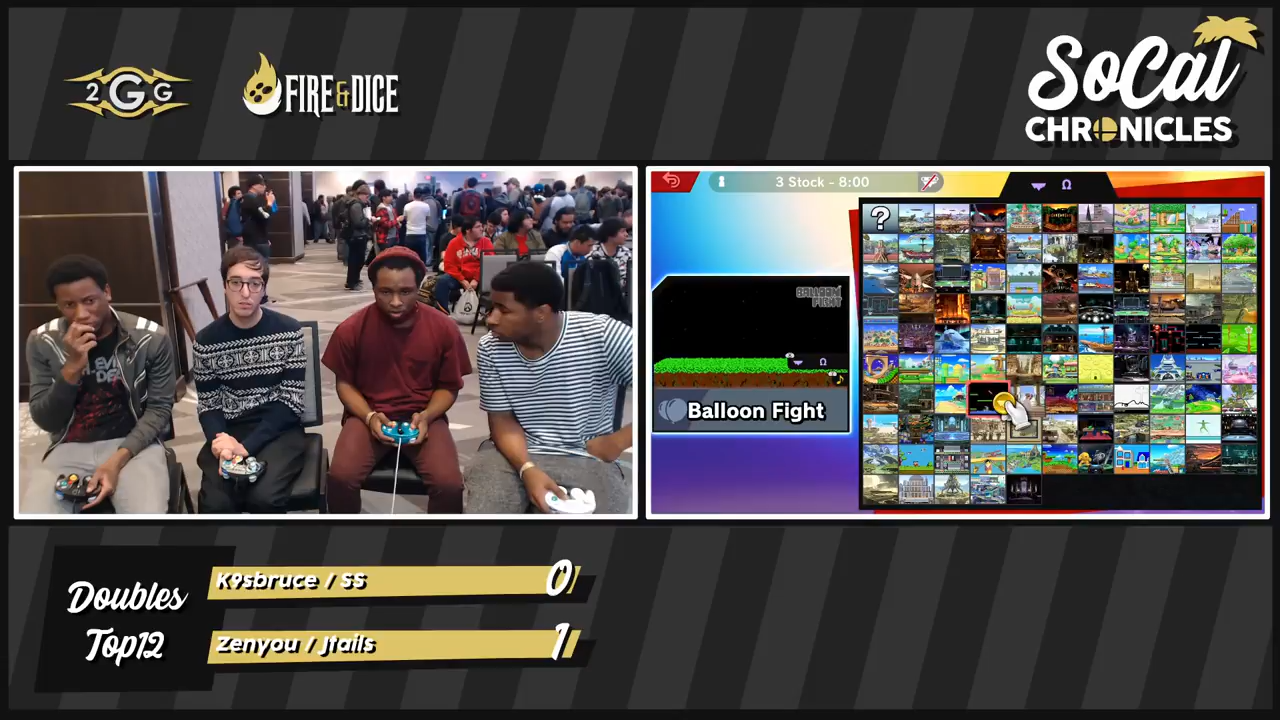 2GG
FIRE&DICE
SoCal
CHRONICLES
3 Stock - 8:00
Ω
?
BALLOON
FIGHT
Ω
Balloon Fight
Doubles
Top12
K9sbruce / SS
0
Zenyou / Jtails
1